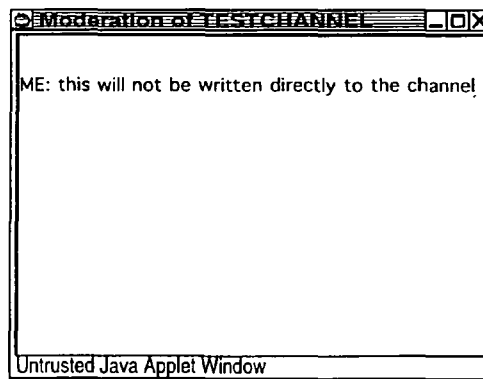 Moderation of TESTCHANNEL
ME: this will not be written directly to the channel
Untrusted Java Applet Window